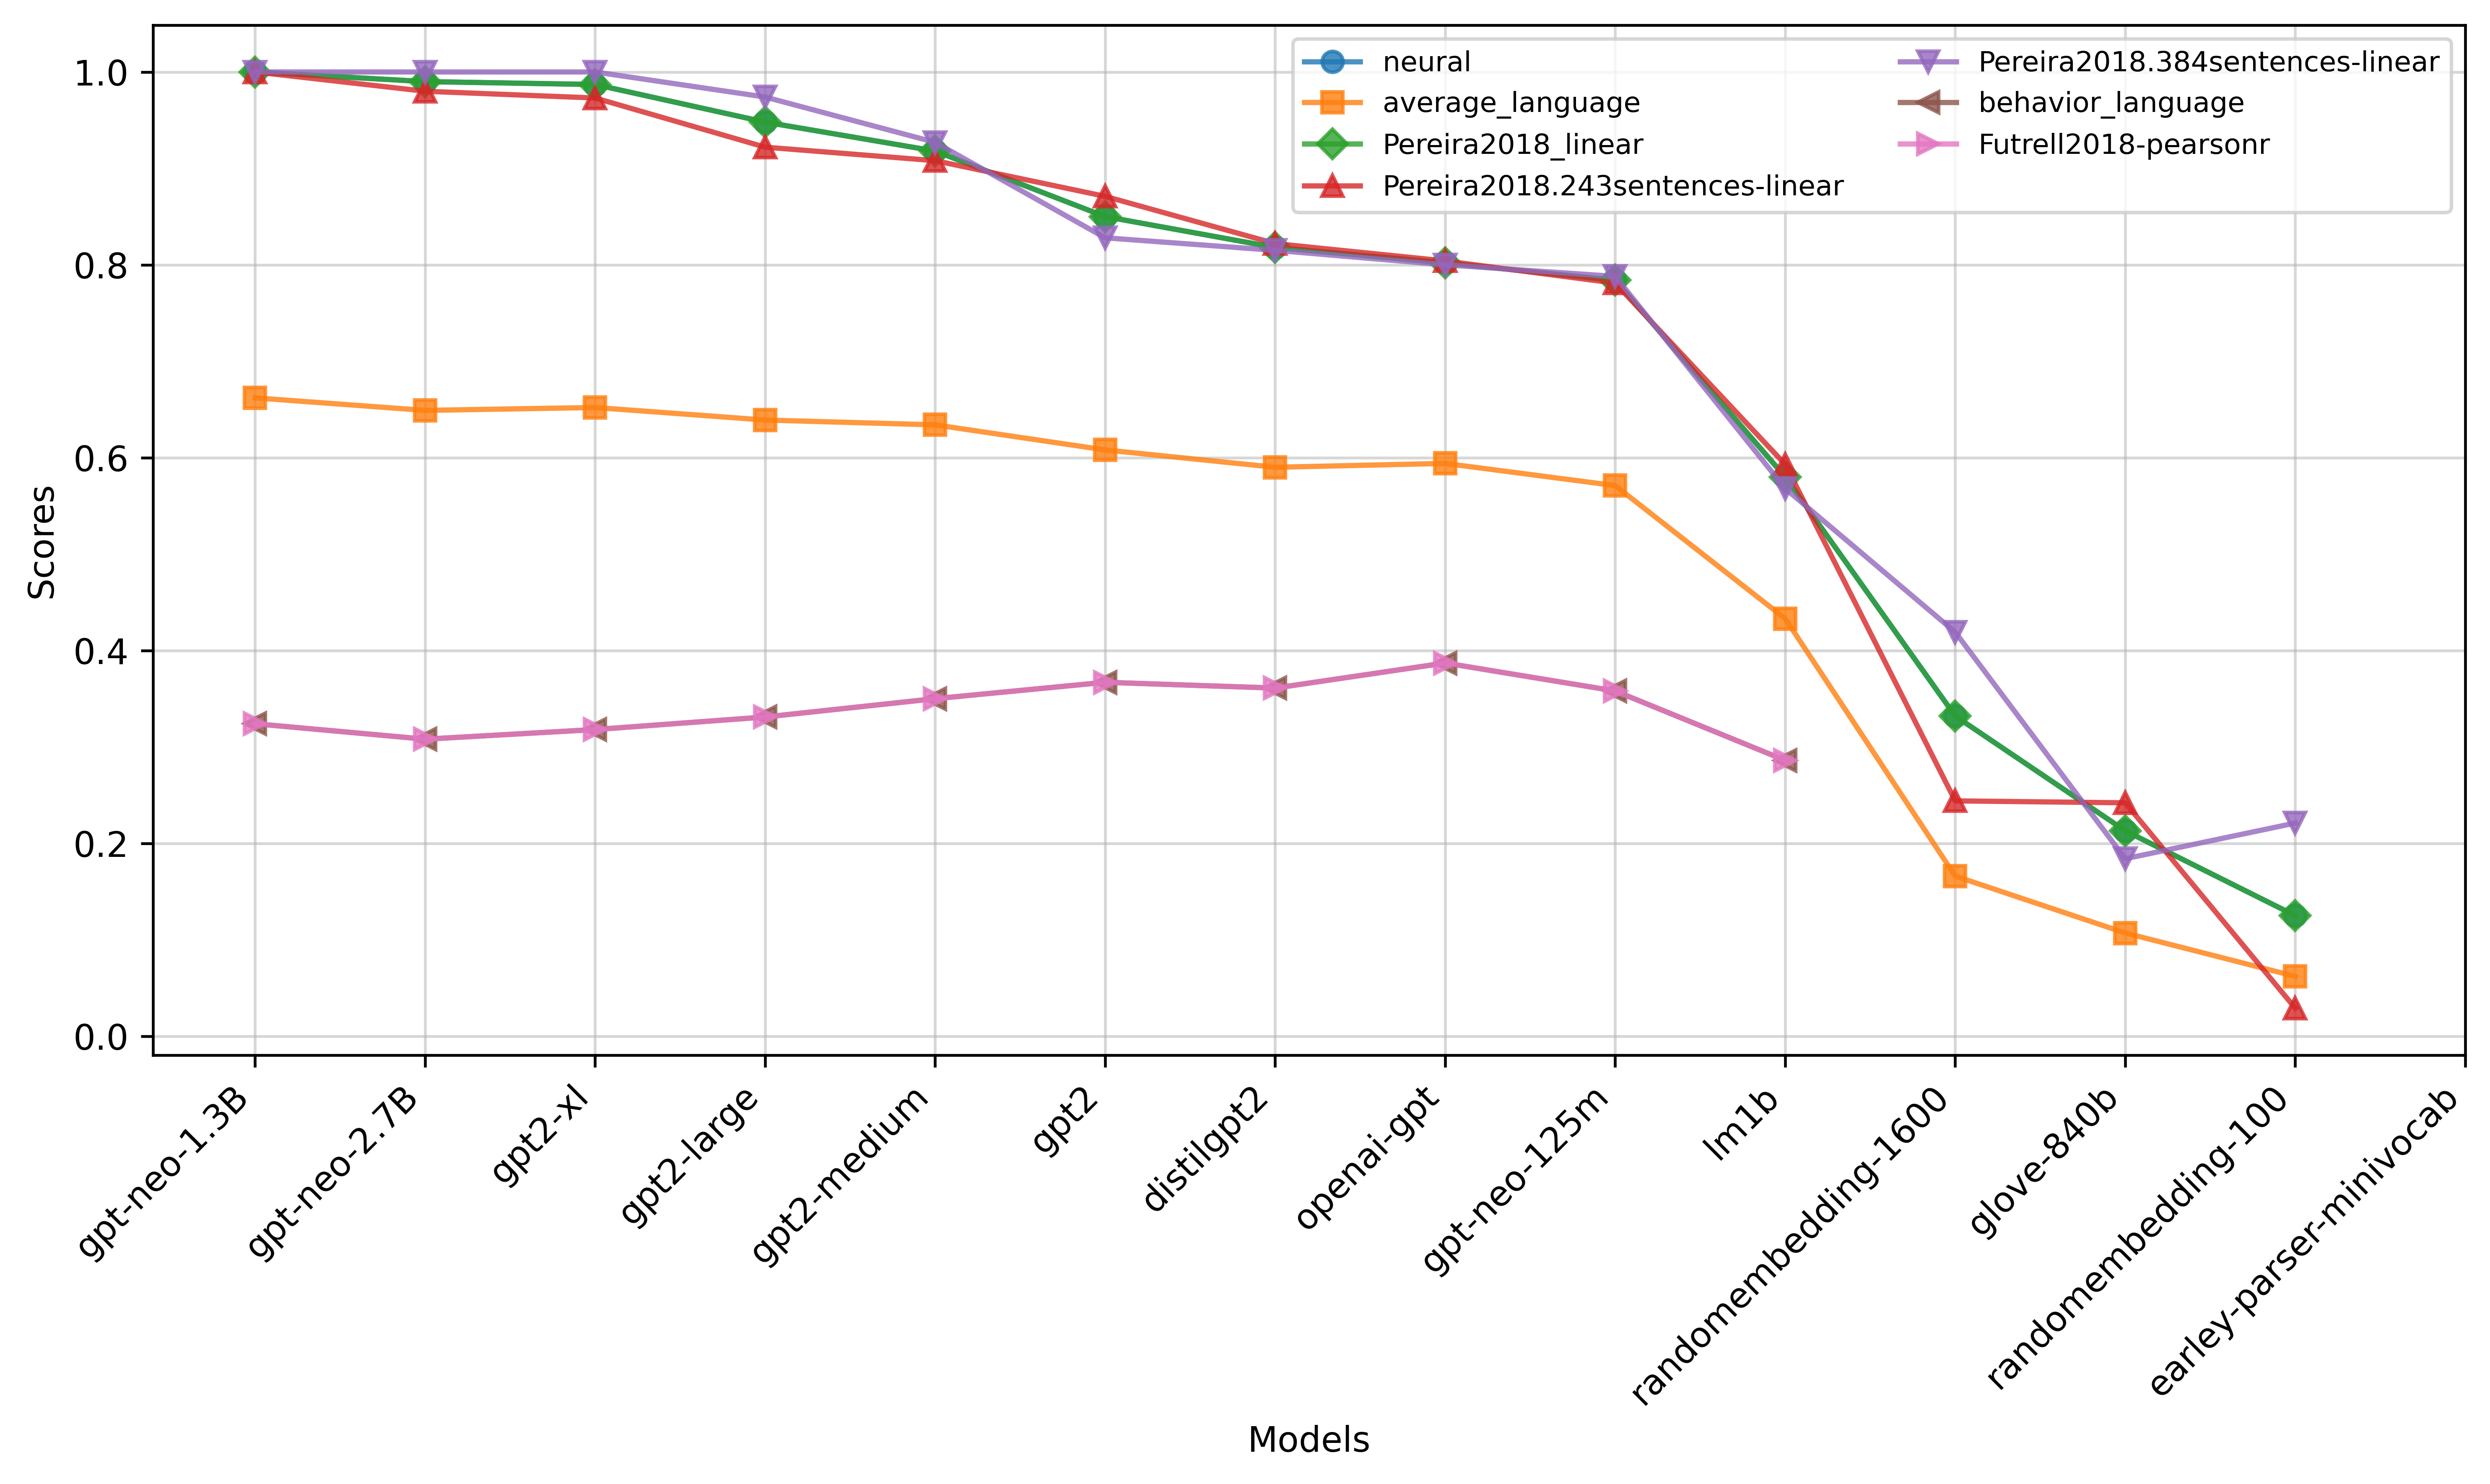 1.0
0.8
0.6
0.4
0.2
0.0
Scores
neural
average_language
Pereira2018_linear
Pereira2018.243sentences-linear
Pereira2018.384sentences-linear
behavior_language
Futrell2018-pearsonr
gpt-neo-1.3B
gpt-neo-2.7B
gpt2-xl
gpt2-large
gpt2-medium
gpt2
distilgpt2
openai-gpt
gpt-neo-125m
lm1b
randomembedding-1600
glove-840b
randomembedding-100
earley-parser-minivocab
Models